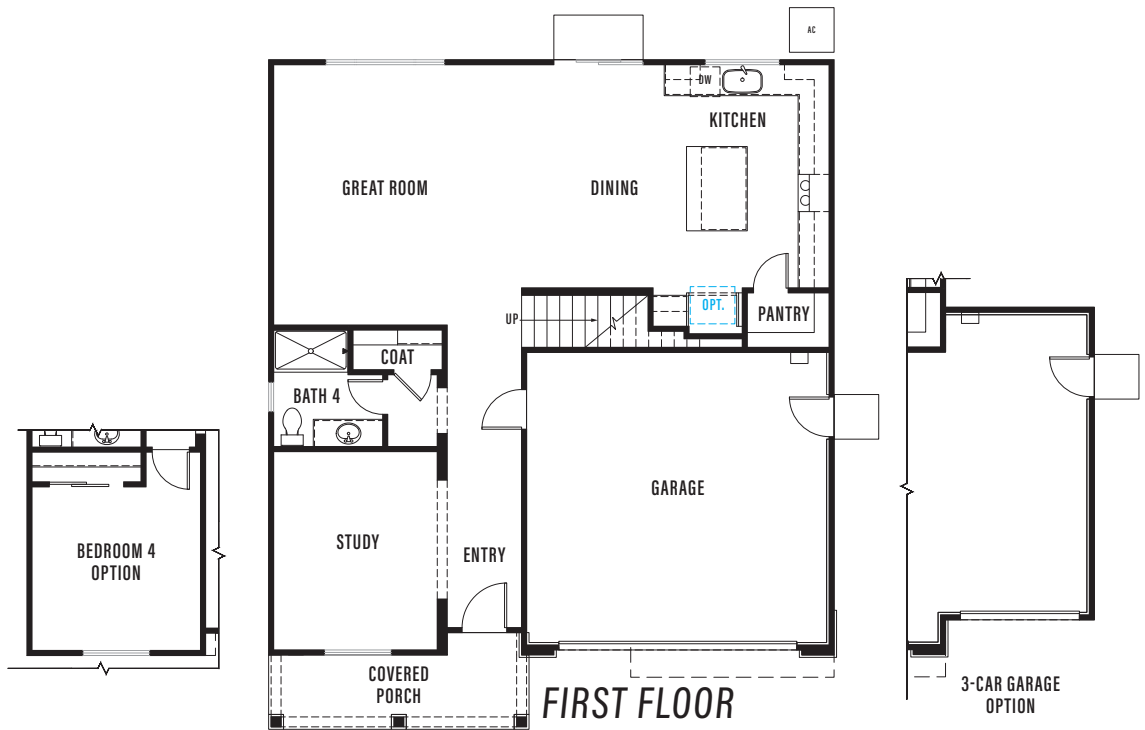 AC
DW
KITCHEN
GREAT ROOM
DINING
OPT.
PANTRY
UP
COAT
BATH 4
GARAGE
STUDY
ENTRY
BEDROOM 4
OPTION
COVERED
PORCH
FIRST FLOOR
3-CAR GARAGE
OPTION